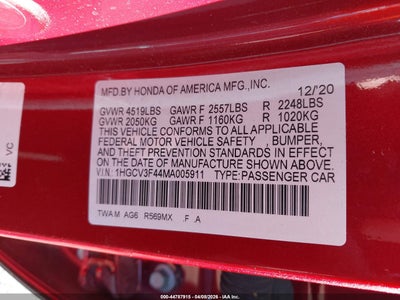 MFD BY HONDA OF AMERICA MFG.,INC. 12/'20
GVWR 4519LBS GAWR F 2557LBS R 2248LBS
GVWR 2050KG GAWR F 1160KG R 1020KG
THIS VEHICLE CONFORMS TO ALL APPLICABLE
FEDERAL MOTOR VEHICLE SAFETY , BUMPER,
AND THEFT PREVENTION STANDARDS IN EFFECT
ON THE DATE OF MANUFACTURE SHOWN ABOVE.
V.I.N: 1HGCV3F44MA005911 TYPE:PASSENGER CAR
TWA M AG6 R569MX .F .A
VC
*** IAA *** 44787915 *** 04/09/2026 ***